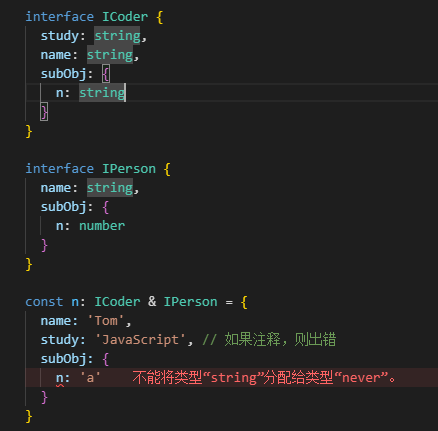 interface ICoder {
study: string,
name: string,
subObj: {
n: string
}
}
interface IPerson {
name: string,
subObj: {
n: number
}
}
const n: ICoder & IPerson = {
name: 'Tom',
study: 'JavaScript', // 如果注释，则出错
subObj: {
n: 'a' 不能将类型“string”分配给类型“never”。
}
}